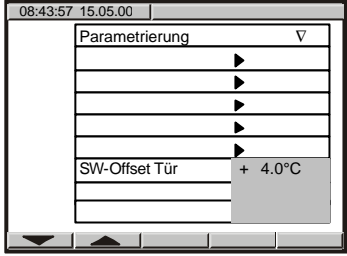 08:43:57 15.05.00
Parametrierung ∇
SW-Offset Tür + 4.0°C